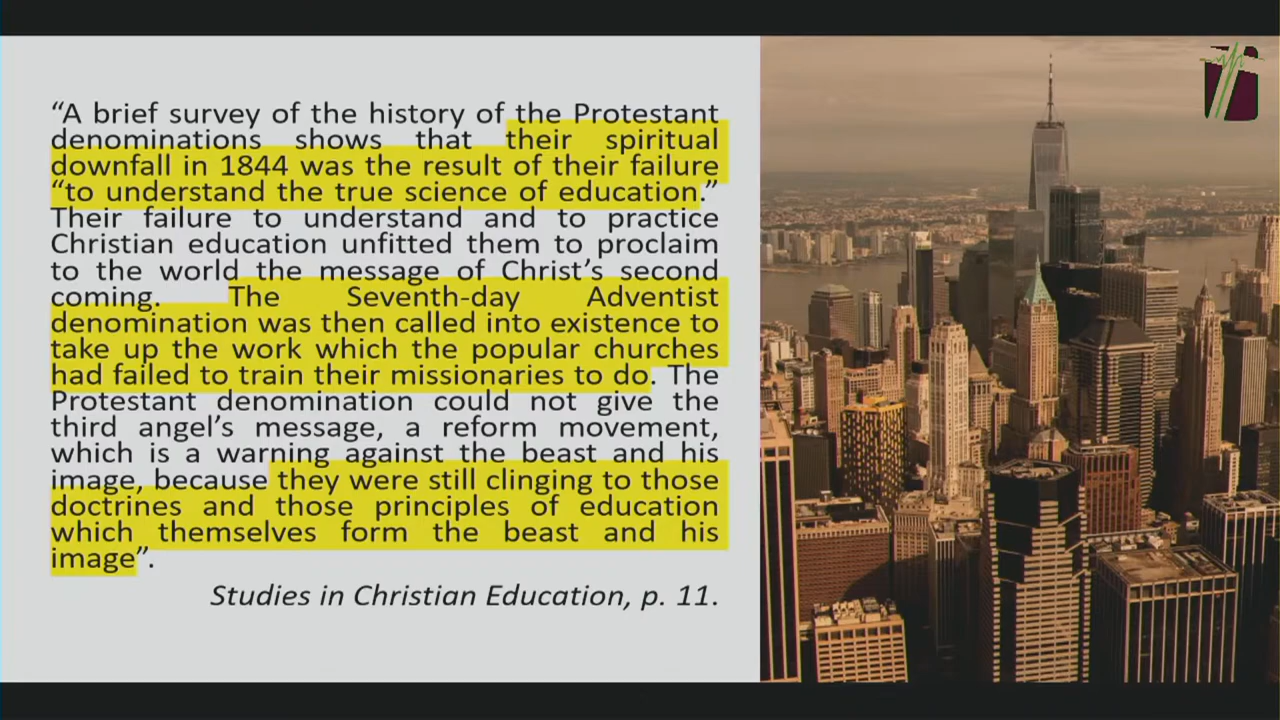 “A brief survey of the history of the Protestant
denominations shows that their spiritual
downfall in 1844 was the result of their failure
“to understand the true science of education.”
Their failure to understand and to practice
Christian education unfitted them to proclaim
to the world the message of Christ’s second
coming. The Seventh-day Adventist
denomination was then called into existence to
take up the work which the popular churches
had failed to train their missionaries to do. The
Protestant denomination could not give the
third angel’s message, a reform movement,
which is a warning against the beast and his
image, because they were still clinging to those
doctrines and those principles of education
which themselves form the beast and his
image”.
Studies in Christian Education, p. 11.